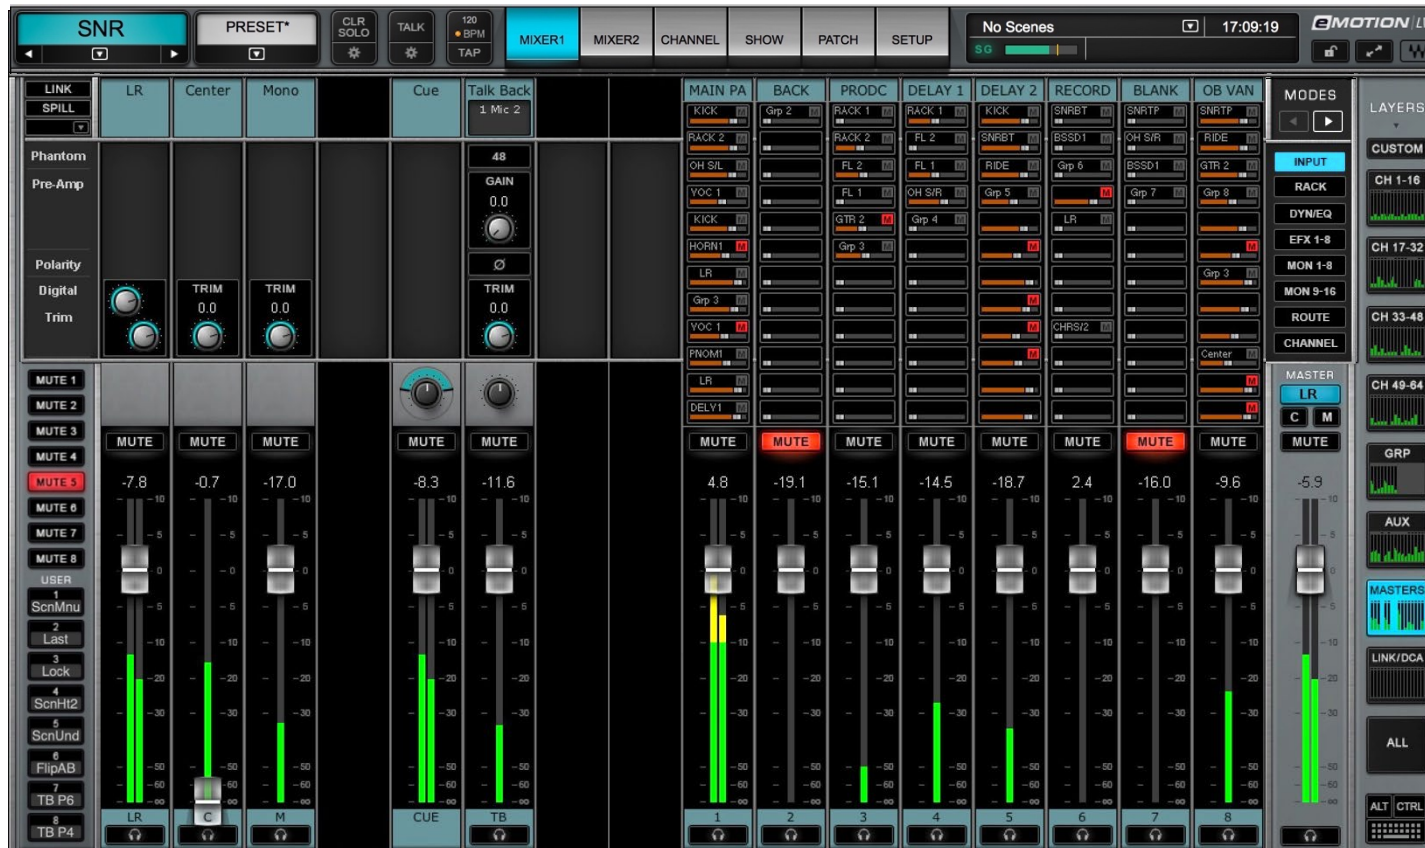 SNR
PRESET*
CLR SOLO
TALK
120
BPM
TAP
MIXER1
MIXER2
CHANNEL
SHOW
PATCH
SETUP
No Scenes
17:09:19
SG
eMOTION
LINK
SPILL
LR
Center
Mono
Cue
Talk Back
1 Mic 2
Phantom
48
Pre-Amp
GAIN
0.0
Polarity
Ø
Digital
Trim
TRIM
0.0
TRIM
0.0
TRIM
0.0
MAIN PA
KICK M
RACK 2 M
OH S/L M
KICK M
HORN1 M
LR M
Grp 3 M
PNOM1 M
LR M
DELY1 M
BACK
Grp 2 M
PRODC
RACK 1 M
RACK 2 M
FL 2 M
FL 1 M
GTR 2 M
Grp 3 M
DELAY 1
RACK 1 M
FL 2 M
FL 1 M
OH S/R M
Grp 4 M
DELAY 2
KICK M
SNRBT M
RIDE M
Grp 5 M
M
M
M
M
RECORD
SNRBT M
BSSD1 M
Grp 6 M
M
LR M
CHRS/2 M
BLANK
SNRTP M
OH S/R M
BSSD1 M
Grp 7 M
OB VAN
SNRTP M
RIDE M
GTR 2 M
Grp 8 M
M
Grp 3 M
Center M
M
M
MODES
INPUT
RACK
DYN/EQ
EFX 1-8
MON 1-8
MON 9-16
ROUTE
CHANNEL
LAYERS
CUSTOM
CH 1-16
CH 17-32
CH 33-48
CH 49-64
GRP
AUX
MASTERS
LINK/DCA
ALL
ALT CTRL
MASTER
LR
C M
MUTE
-5.9
MUTE 1
MUTE 2
MUTE 3
MUTE 4
MUTE 5
MUTE 6
MUTE 7
MUTE 8
USER
1
ScnMnu
2
Last
3
Lock
4
ScnHt2
5
ScnUnd
6
FlipAB
7
TB P6
8
TB P4
MUTE MUTE MUTE MUTE MUTE MUTE MUTE MUTE MUTE MUTE MUTE MUTE MUTE
-7.8 -0.7 -17.0 -8.3 -11.6 4.8 -19.1 -15.1 -14.5 -18.7 2.4 -16.0 -9.6
10
5
0
5
10
20
30
50
60
∞
LR C M CUE TB 1 2 3 4 5 6 7 8